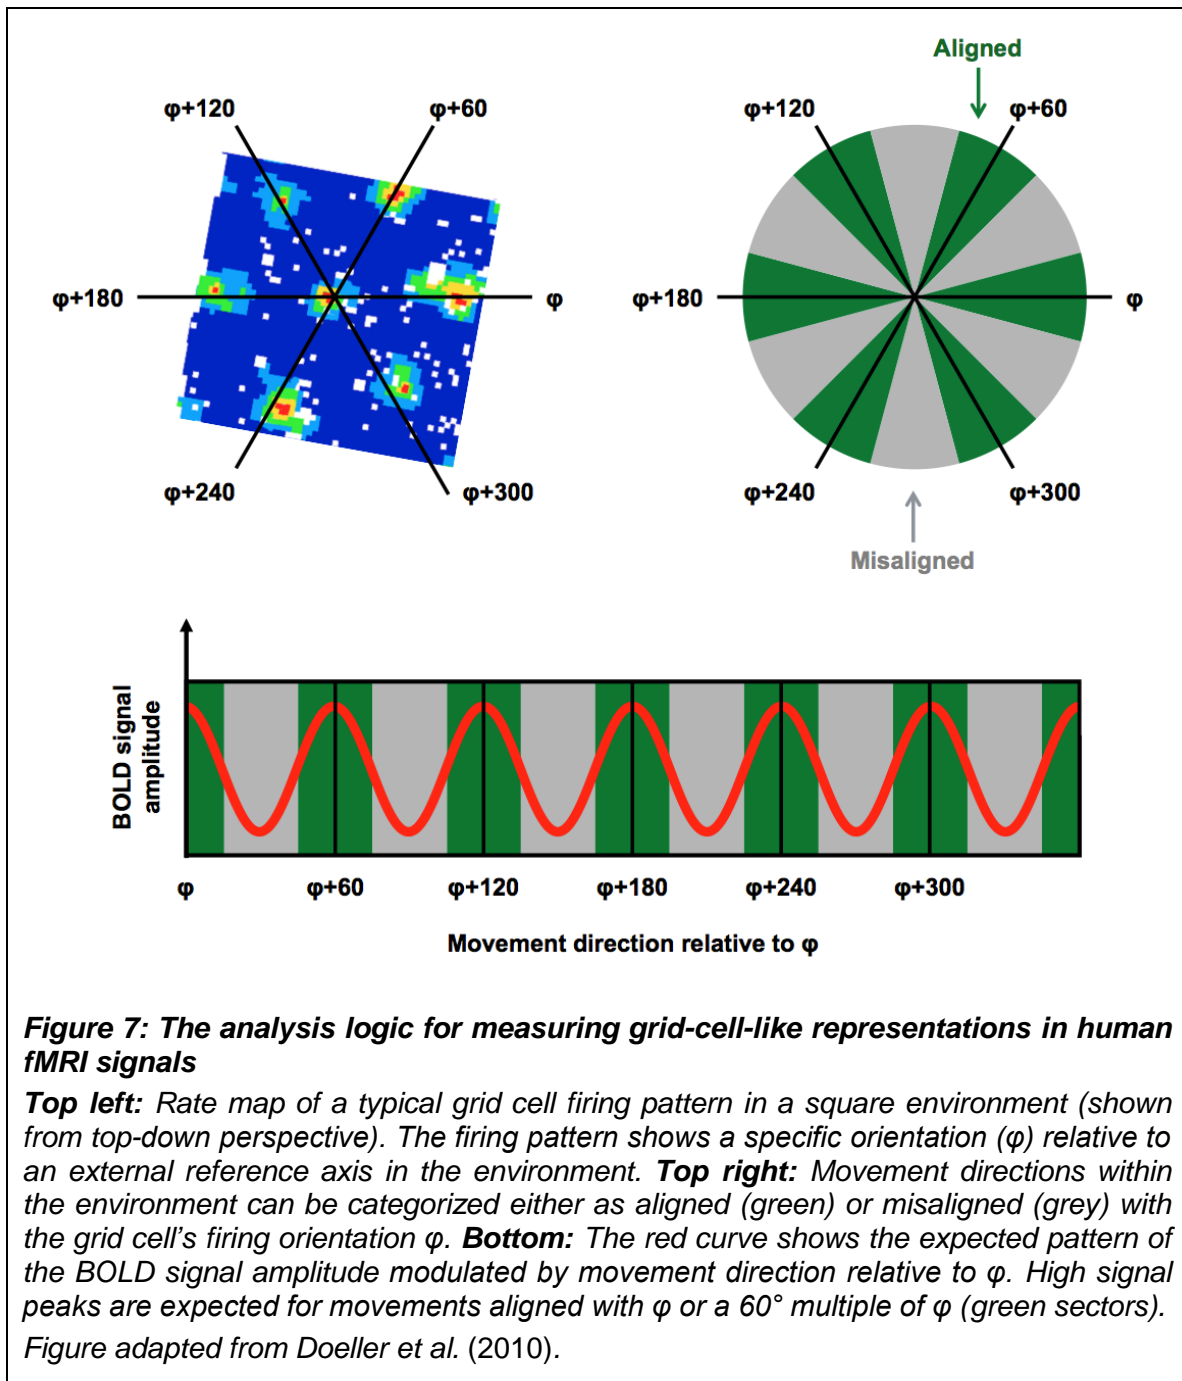 Aligned
φ+120
φ+60
φ+120
φ+60
φ+180
φ
φ+180
φ
φ+240
φ+300
φ+240
φ+300
Misaligned
BOLD signal
amplitude
φ
φ+60
φ+120
φ+180
φ+240
φ+300
Movement direction relative to φ
Figure 7: The analysis logic for measuring grid-cell-like representations in human
fMRI signals
Top left: Rate map of a typical grid cell firing pattern in a square environment (shown
from top-down perspective). The firing pattern shows a specific orientation (φ) relative to
an external reference axis in the environment. Top right: Movement directions within
the environment can be categorized either as aligned (green) or misaligned (grey) with
the grid cell's firing orientation φ. Bottom: The red curve shows the expected pattern of
the BOLD signal amplitude modulated by movement direction relative to φ. High signal
peaks are expected for movements aligned with φ or a 60° multiple of φ (green sectors).
Figure adapted from Doeller et al. (2010).